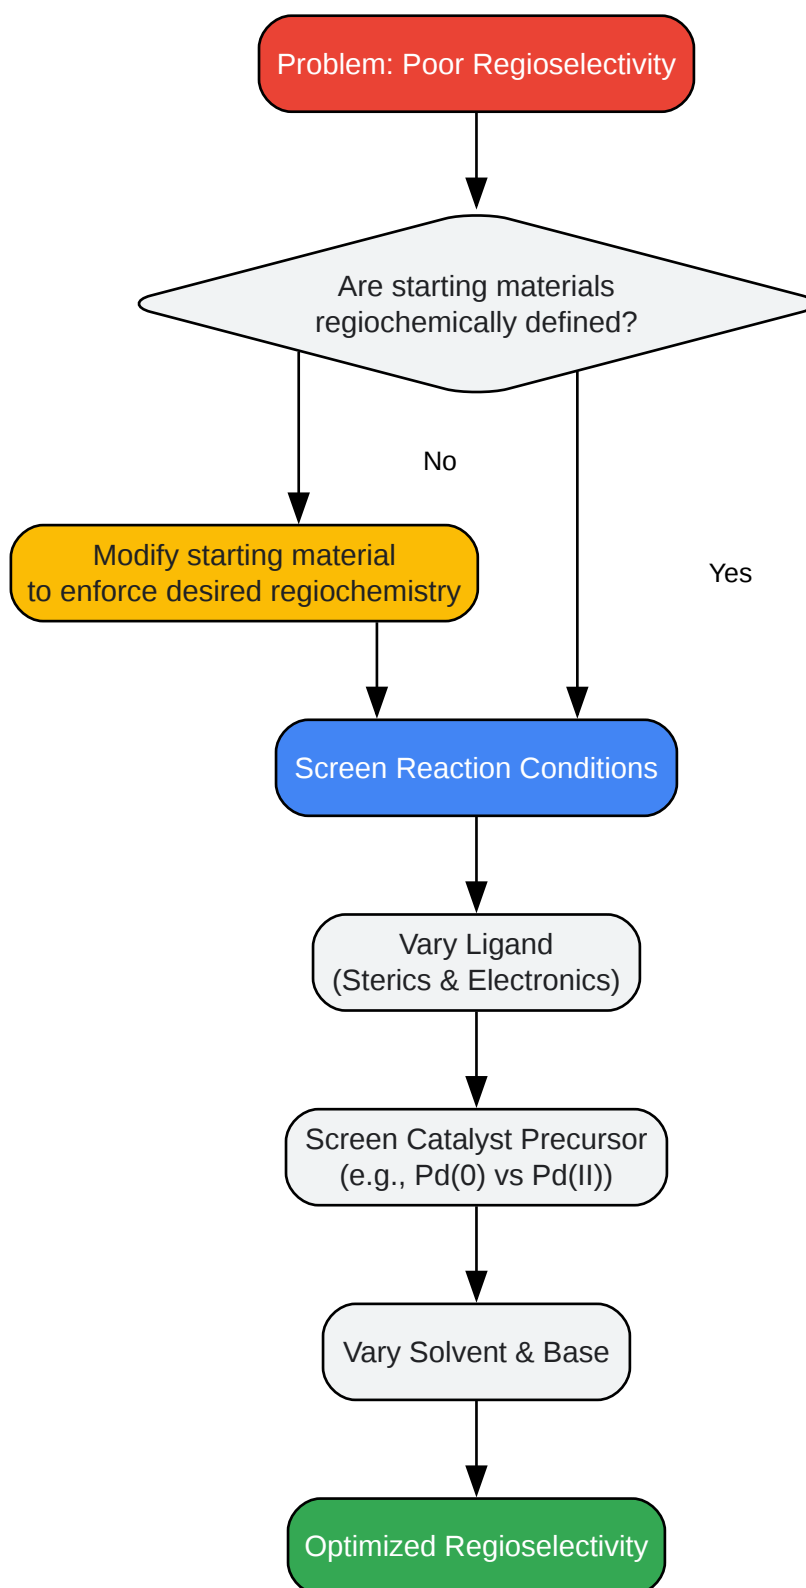 Problem: Poor Regioselectivity
Are starting materials
regiochemically defined?
No
Modify starting material
to enforce desired regiochemistry
Yes
Screen Reaction Conditions
Vary Ligand
(Sterics & Electronics)
Screen Catalyst Precursor
(e.g., Pd(0) vs Pd(II))
Vary Solvent & Base
Optimized Regioselectivity